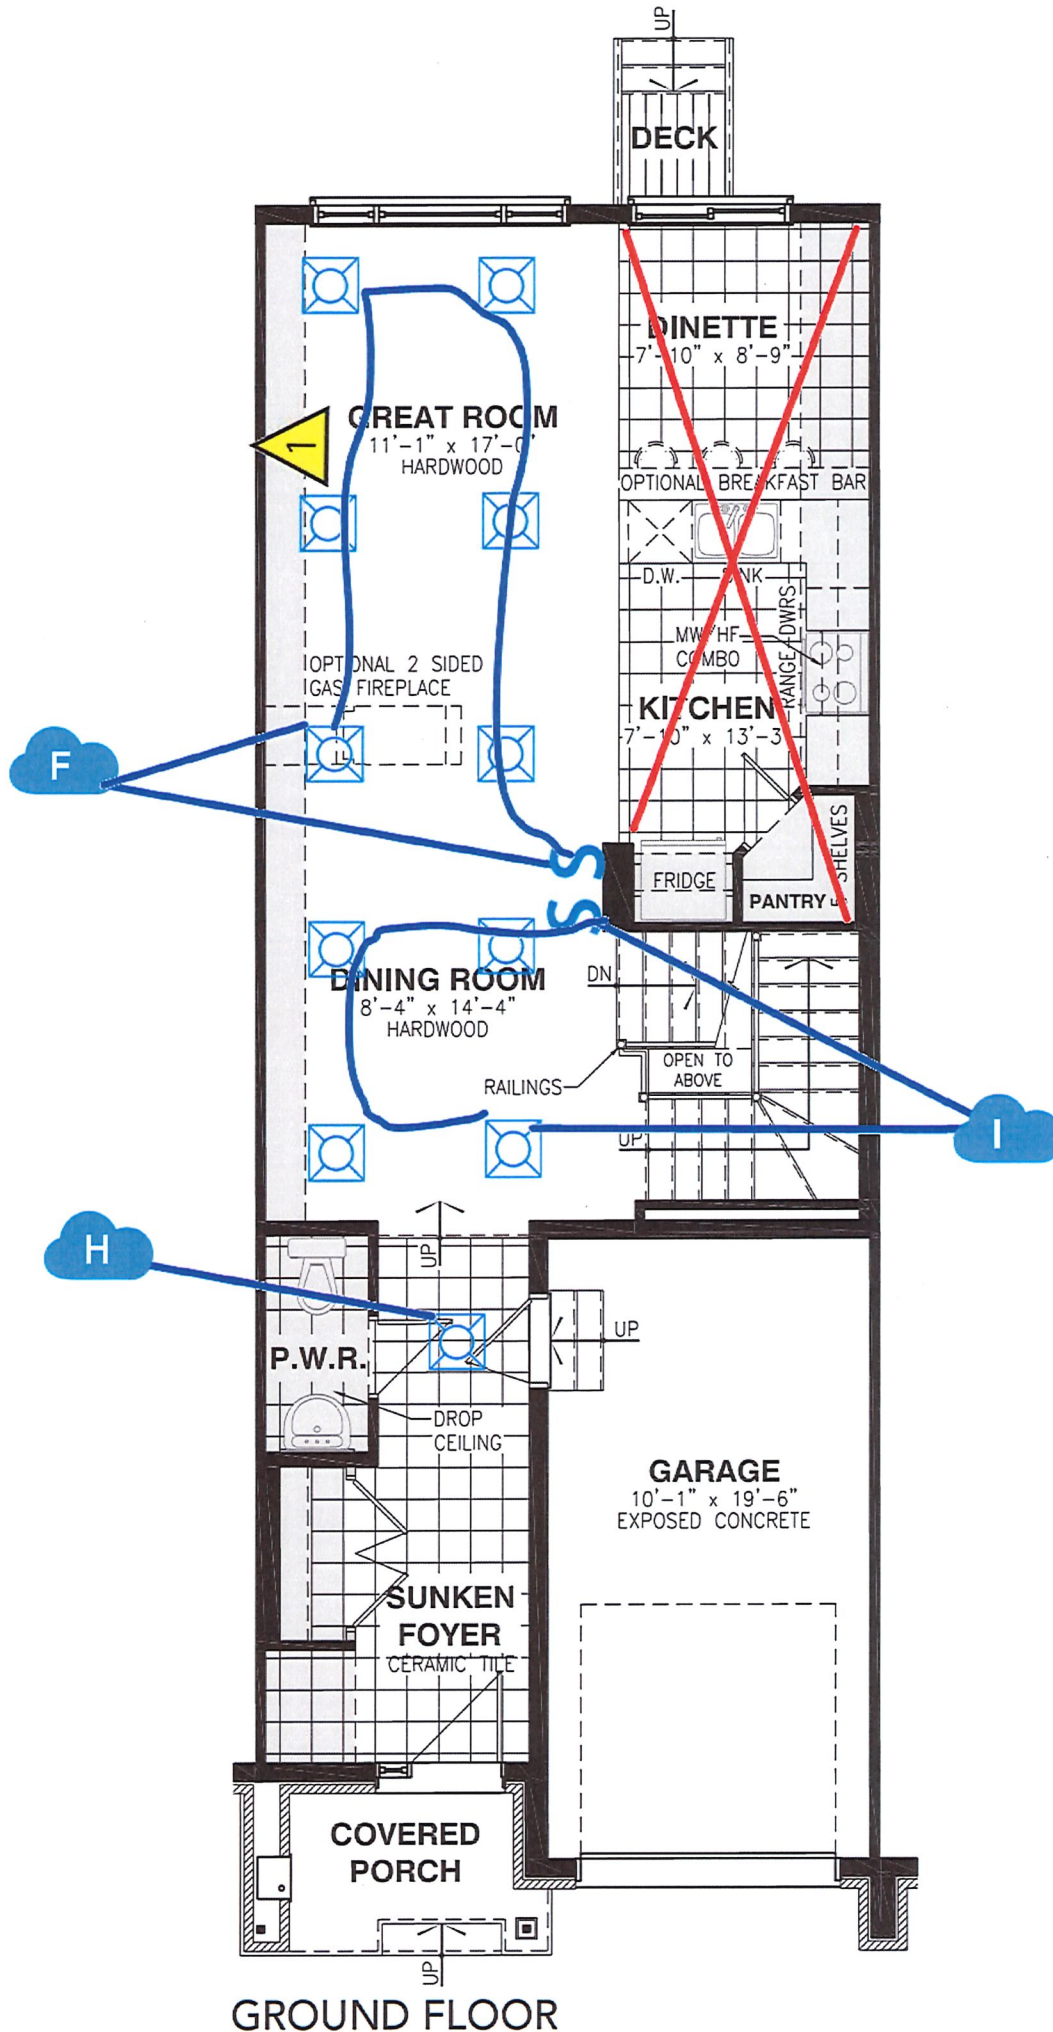 UP
DECK
DINETTE
7'-10" x 8'-9"
GREAT ROOM
11'-1" x 17'-0"
HARDWOOD
1
OPTIONAL BREAKFAST BAR
D.W.
SINK
MW/HF
COMBO
RANGE
DWRS
OPTIONAL 2 SIDED
GAS FIREPLACE
KITCHEN
7'-10" x 13'-3
F
S
S
FRIDGE
PANTRY
SHELVES
DINING ROOM
8'-4" x 14'-4"
HARDWOOD
DN
OPEN TO
ABOVE
RAILINGS
UP
I
H
UP
UP
P.W.R.
DROP
CEILING
GARAGE
10'-1" x 19'-6"
EXPOSED CONCRETE
SUNKEN
FOYER
CERAMIC TILE
COVERED
PORCH
UP
GROUND FLOOR